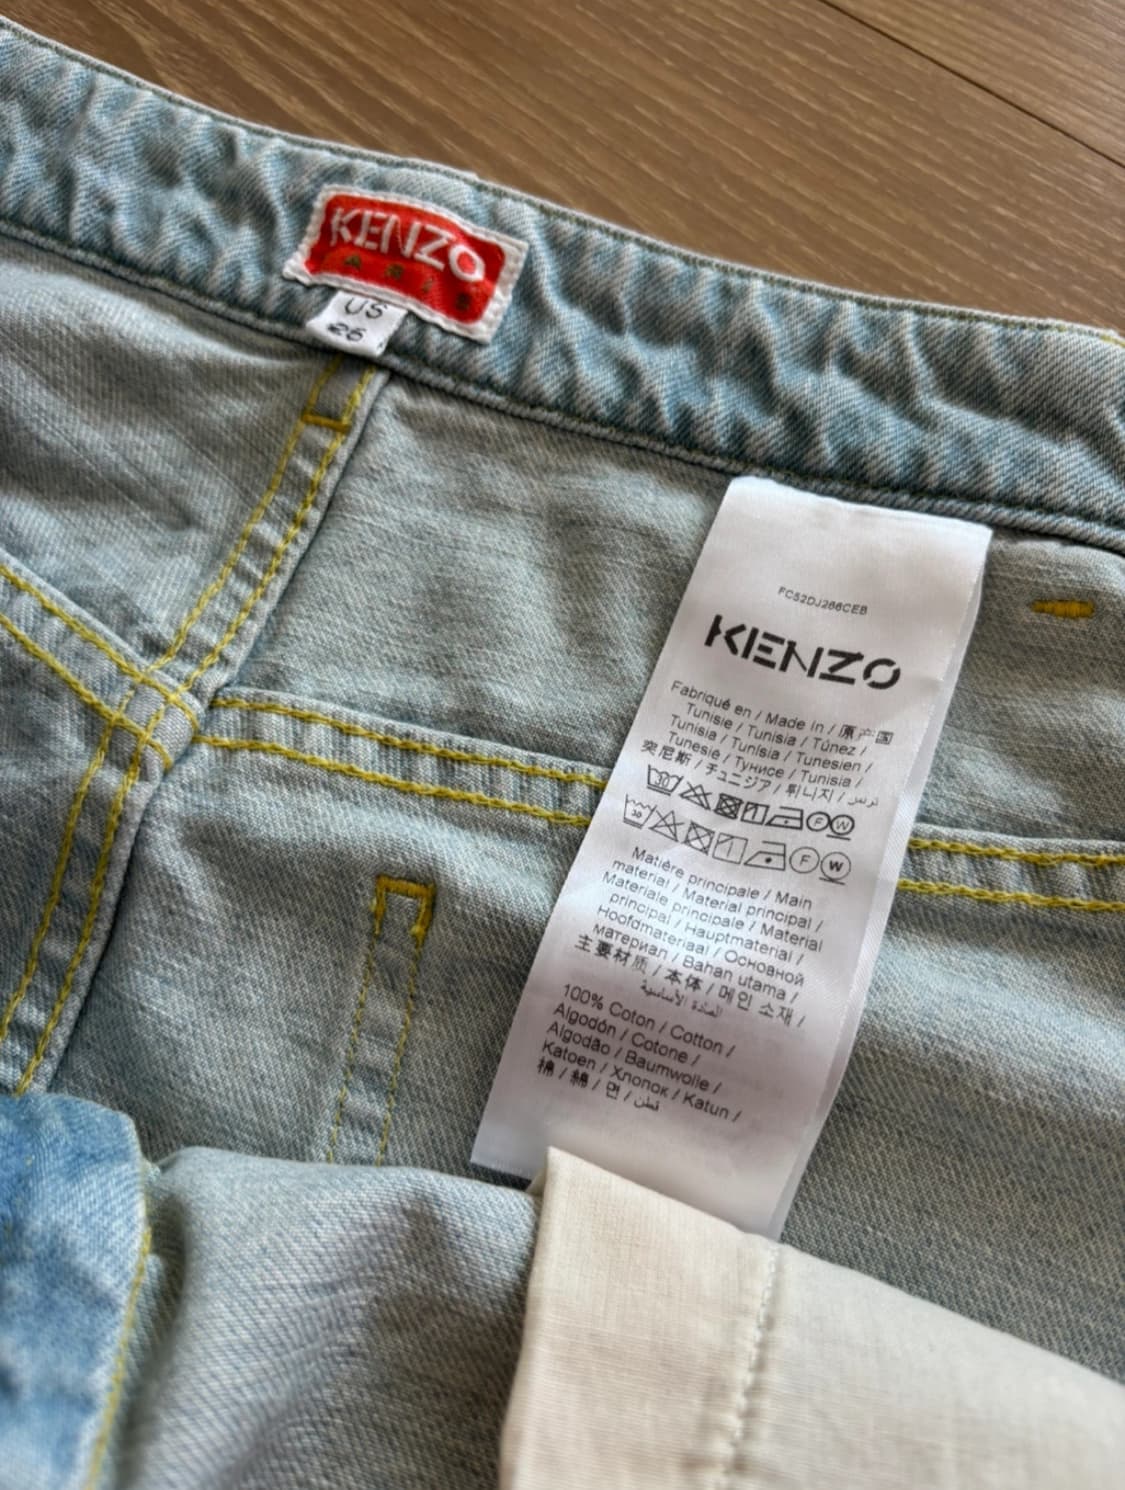 KENZO
US
26
FC52DJ286CEB
KENZO
Fabriqué en / Made in / 原产国
Tunisie / Tunisia / Túnez /
Tunisia / Tunísia / Tunesien /
Tunesië / Тунисе / Tunisia /
突尼斯 / チュニジア / 튀니지 / تونس
30 F W
30 F W
Matière principale / Main
material / Material principal /
Materiale principale / Material
principal / Hauptmaterial /
Hoofdmateriaal / Основной
материал / Bahan utama /
主要材质 / 本体 / 메인 소재 /
المادة الأساسية
100% Coton / Cotton /
Algodón / Cotone /
Algodão / Baumwolle /
Katoen / Хлопок / Katun /
棉 / 綿 / 면 / قطن